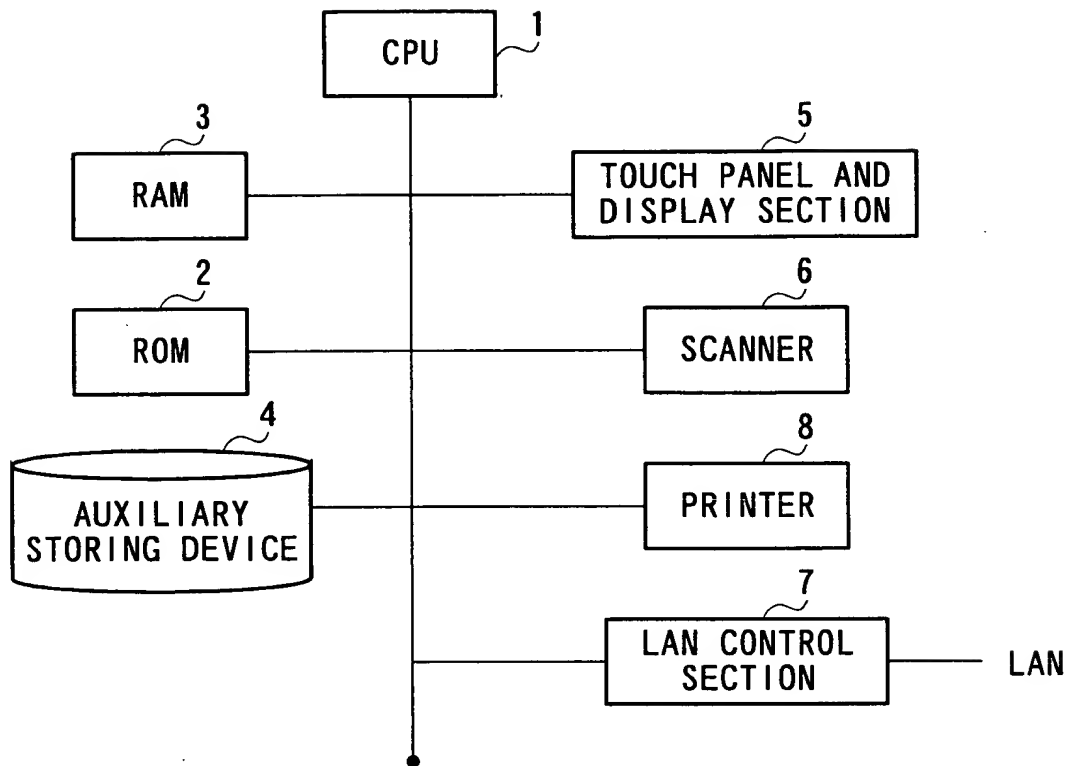 1
CPU
3
RAM
5
TOUCH PANEL AND
DISPLAY SECTION
2
ROM
6
SCANNER
4
AUXILIARY
STORING DEVICE
8
PRINTER
7
LAN CONTROL
SECTION
LAN